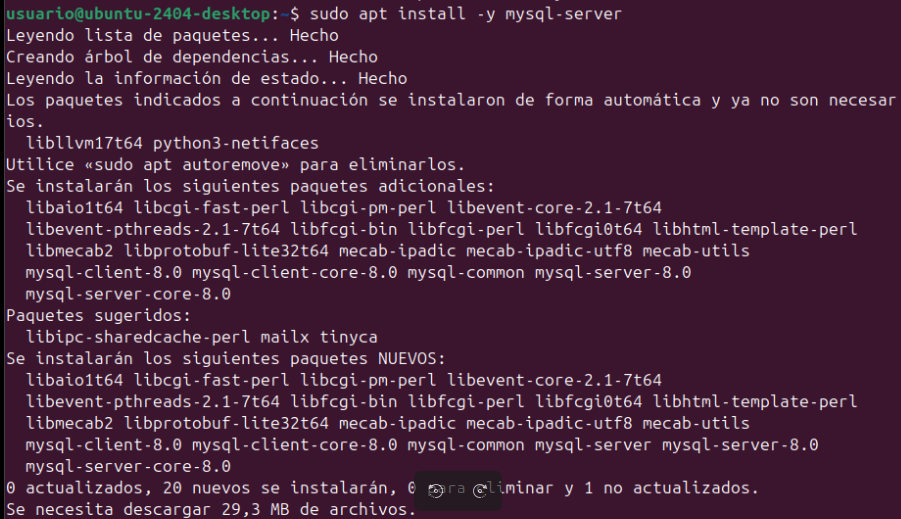 usuario@ubuntu-2404-desktop:~$ sudo apt install -y mysql-server
Leyendo lista de paquetes... Hecho
Creando árbol de dependencias... Hecho
Leyendo la información de estado... Hecho
Los paquetes indicados a continuación se instalaron de forma automática y ya no son necesar
ios.
  libllvm17t64 python3-netifaces
Utilice «sudo apt autoremove» para eliminarlos.
Se instalarán los siguientes paquetes adicionales:
  libaio1t64 libcgi-fast-perl libcgi-pm-perl libevent-core-2.1-7t64
  libevent-pthreads-2.1-7t64 libfcgi-bin libfcgi-perl libfcgi0t64 libhtml-template-perl
  libmecab2 libprotobuf-lite32t64 mecab-ipadic mecab-ipadic-utf8 mecab-utils
  mysql-client-8.0 mysql-client-core-8.0 mysql-common mysql-server-8.0
  mysql-server-core-8.0
Paquetes sugeridos:
  libipc-sharedcache-perl mailx tinyca
Se instalarán los siguientes paquetes NUEVOS:
  libaio1t64 libcgi-fast-perl libcgi-pm-perl libevent-core-2.1-7t64
  libevent-pthreads-2.1-7t64 libfcgi-bin libfcgi-perl libfcgi0t64 libhtml-template-perl
  libmecab2 libprotobuf-lite32t64 mecab-ipadic mecab-ipadic-utf8 mecab-utils
  mysql-client-8.0 mysql-client-core-8.0 mysql-common mysql-server mysql-server-8.0
  mysql-server-core-8.0
0 actualizados, 20 nuevos se instalarán, 0 para eliminar y 1 no actualizados.
Se necesita descargar 29,3 MB de archivos.